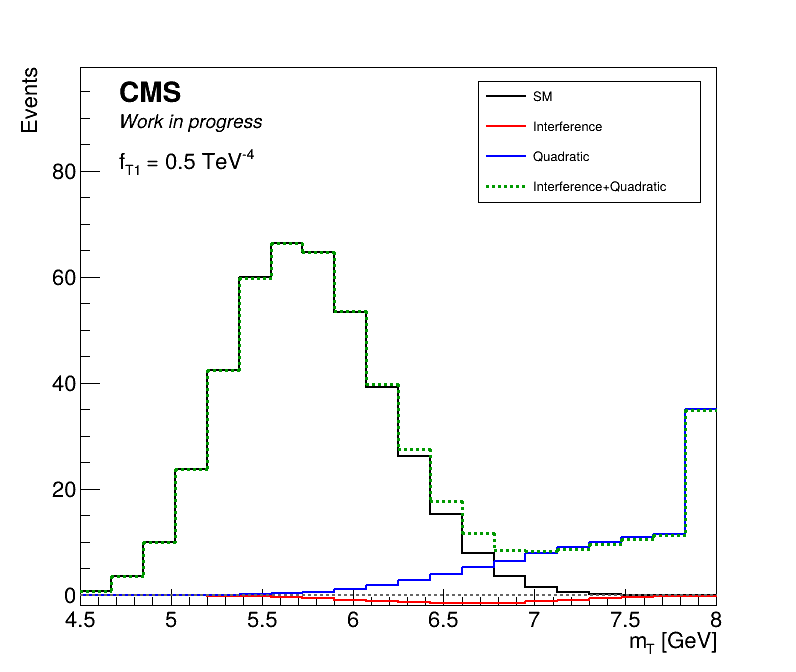 CMS
Work in progress
f_T1 = 0.5 TeV^-4
SM
Interference
Quadratic
Interference+Quadratic
Events
80
60
40
20
0
4.5 5 5.5 6 6.5 7 7.5 8
m_T [GeV]